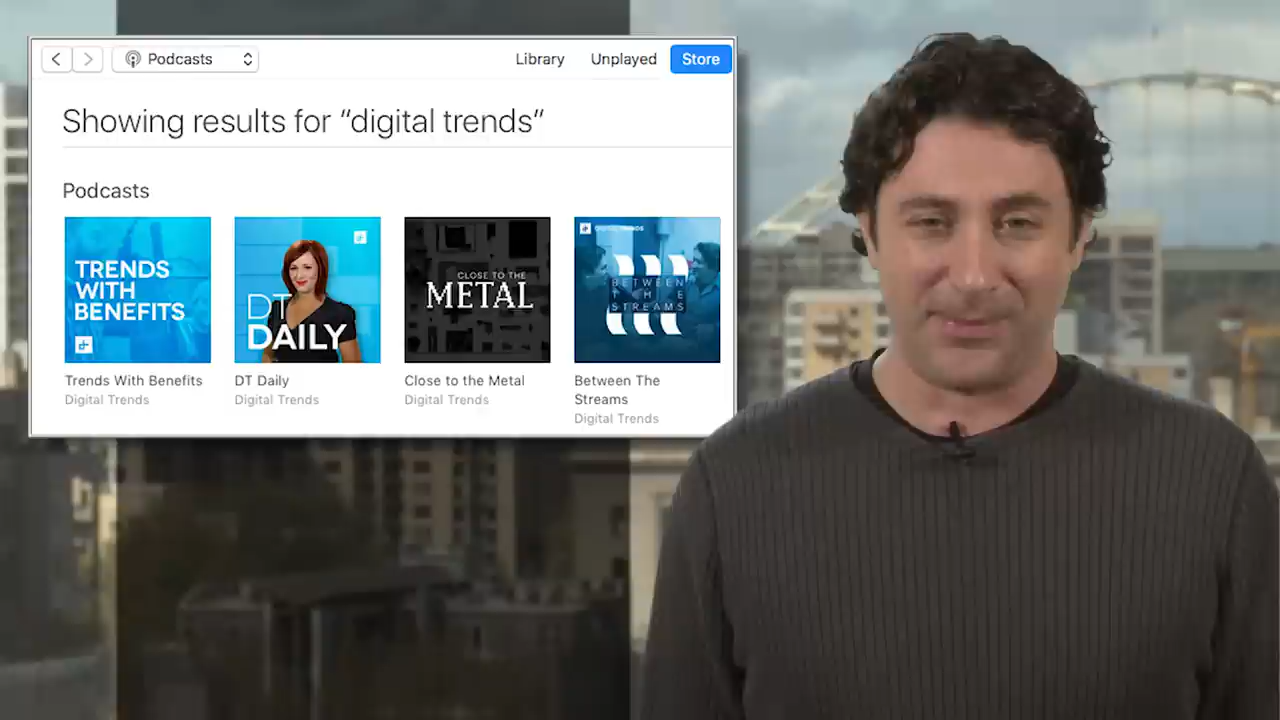 Podcasts
Library
Unplayed
Store
Showing results for “digital trends”
Podcasts
TRENDS
WITH
BENEFITS
DT
DAILY
CLOSE TO THE
METAL
DIGITAL TRENDS
BETWEEN
THE
STREAMS
Trends With Benefits
Digital Trends
DT Daily
Digital Trends
Close to the Metal
Digital Trends
Between The
Streams
Digital Trends